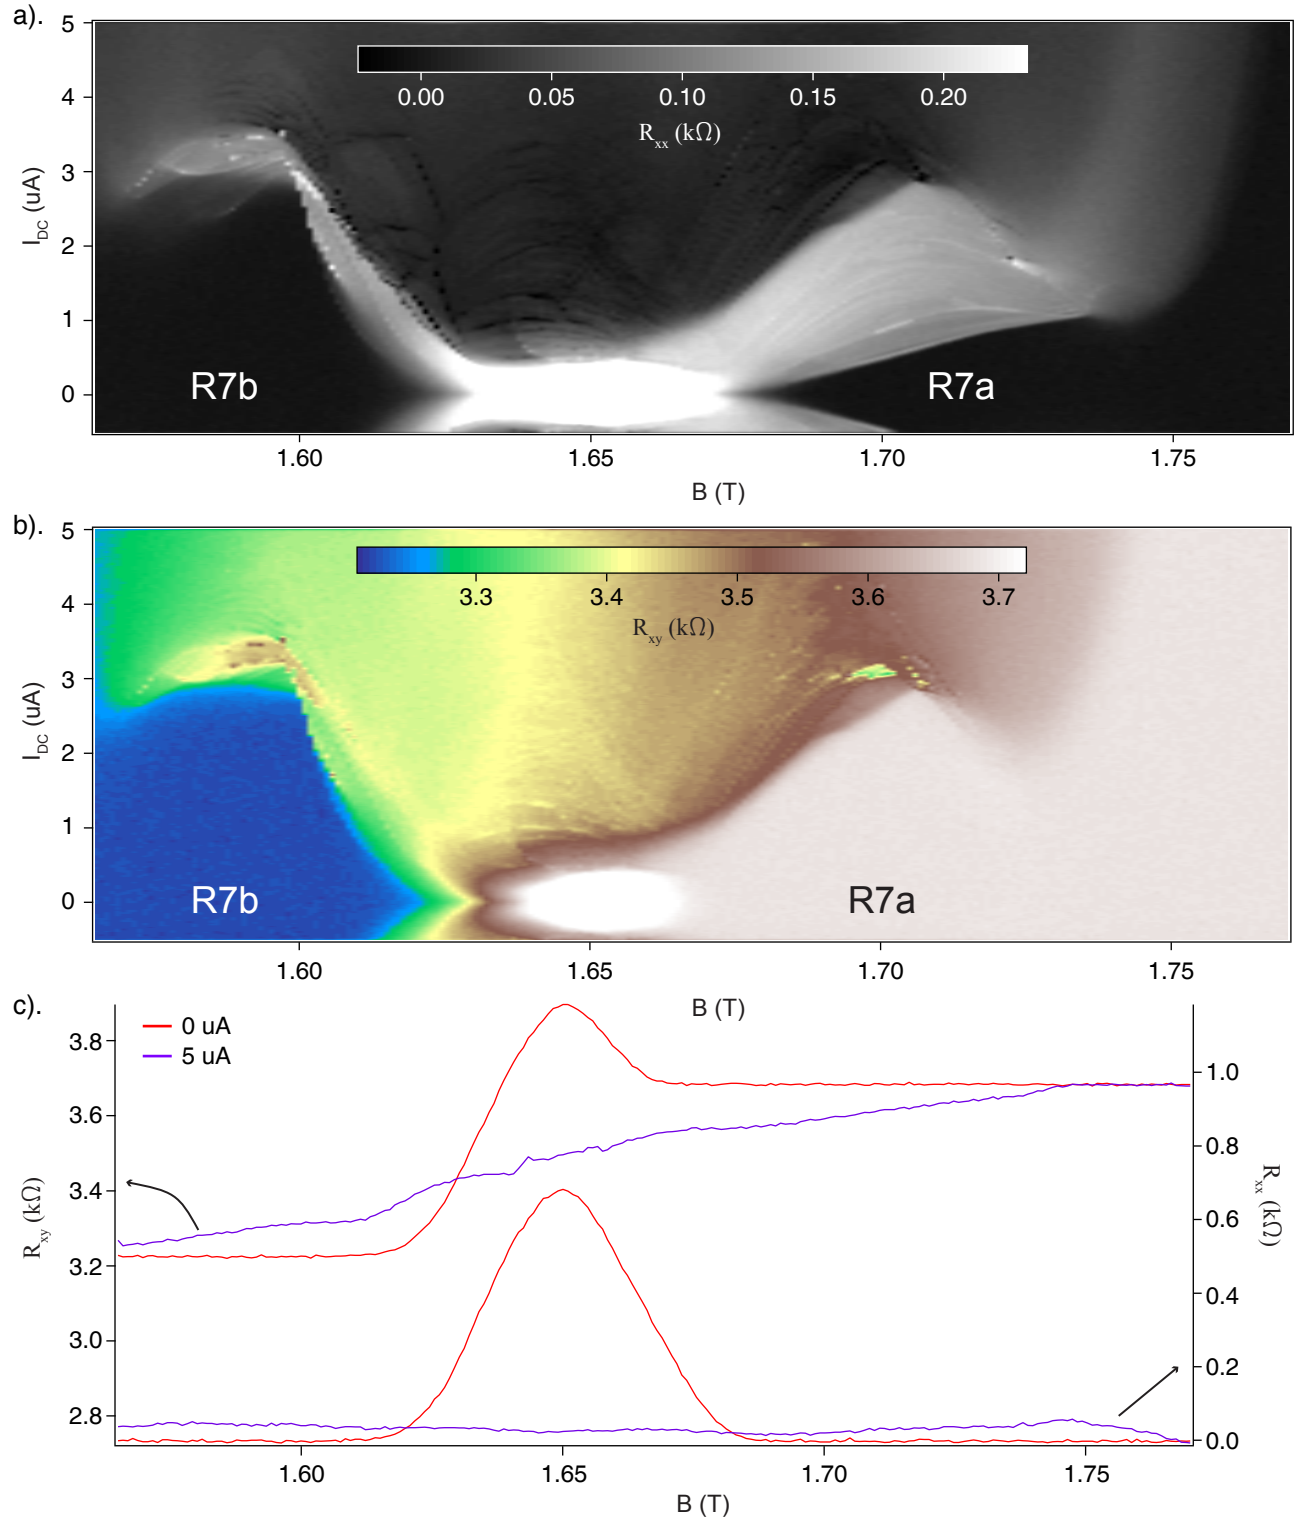 a).
5
4
3
2
1
0
I_DC (uA)
0.00 0.05 0.10 0.15 0.20
R_xx (kΩ)
R7b R7a
1.60 1.65 1.70 1.75
B (T)
b).
5
4
3
2
1
0
I_DC (uA)
3.3 3.4 3.5 3.6 3.7
R_xy (kΩ)
R7b R7a
1.60 1.65 1.70 1.75
B (T)
c).
0 uA
5 uA
3.8
3.6
3.4
3.2
3.0
2.8
R_xy (kΩ)
1.0
0.8
0.6
0.4
0.2
0.0
R_xx (kΩ)
1.60 1.65 1.70 1.75
B (T)